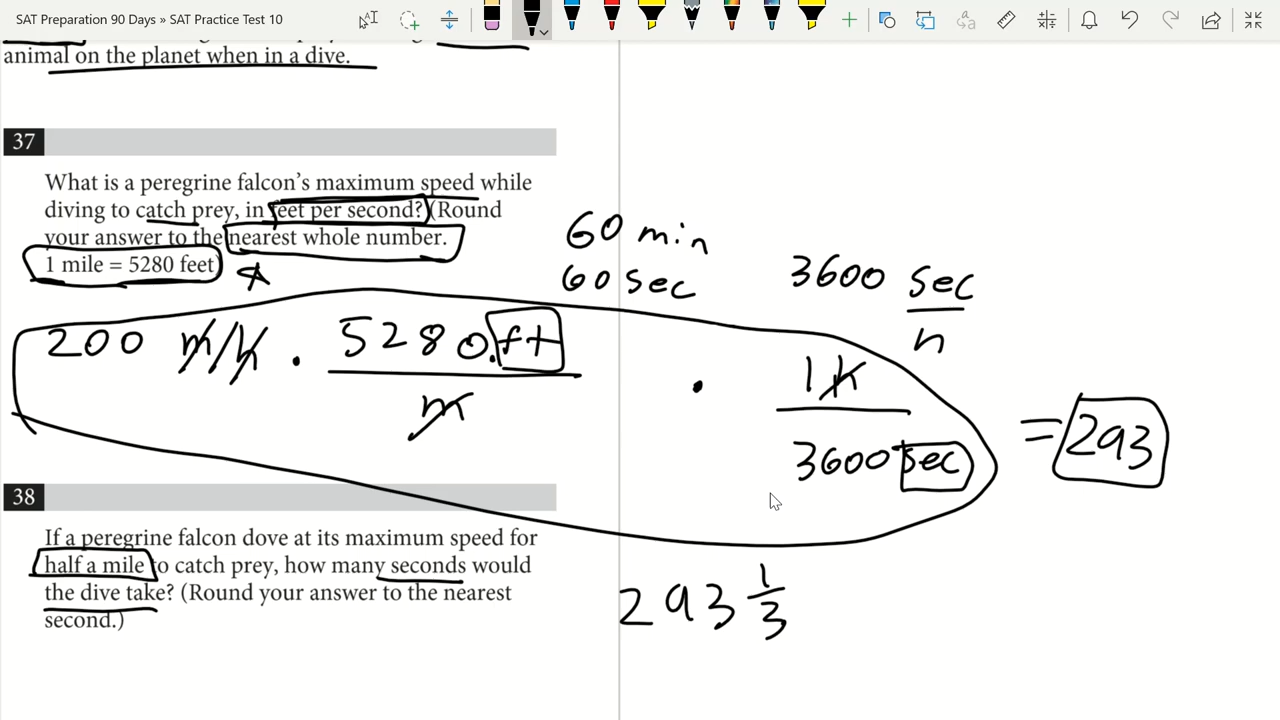 SAT Preparation 90 Days » SAT Practice Test 10
animal on the planet when in a dive.
37
What is a peregrine falcon's maximum speed while
diving to catch prey, in feet per second? (Round
your answer to the nearest whole number.
1 mile = 5280 feet)
60 min
60 sec
3600 sec
h
200 m/h . 5280 ft
m
. 1h
3600 sec
= 293
38
If a peregrine falcon dove at its maximum speed for
half a mile to catch prey, how many seconds would
the dive take? (Round your answer to the nearest
second.)
293 1/3